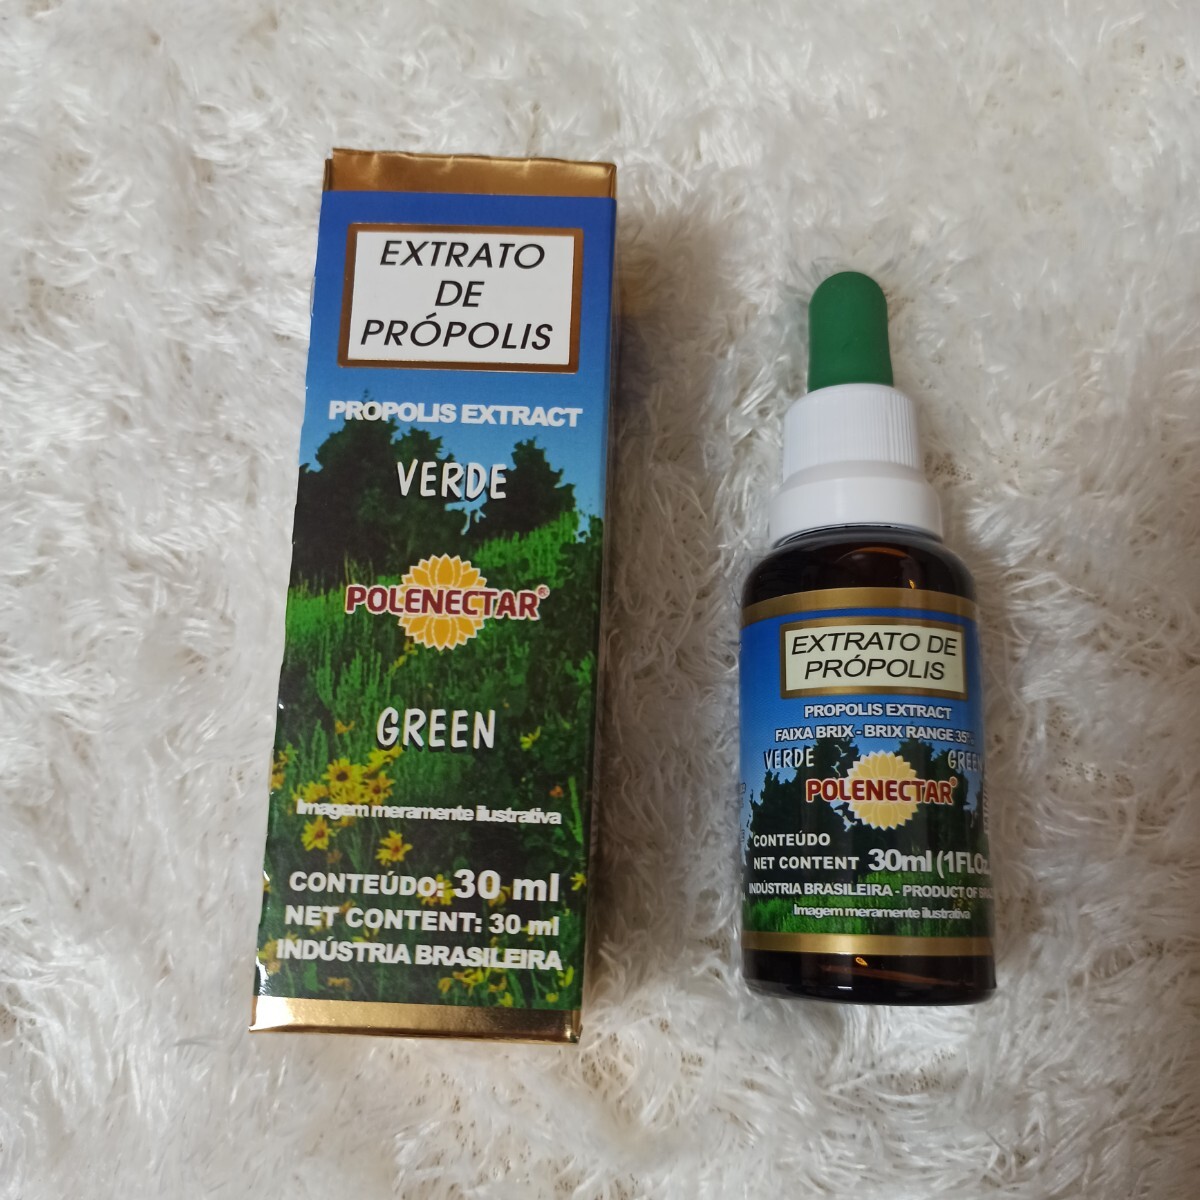 EXTRATO
DE
PRÓPOLIS
PROPOLIS EXTRACT
VERDE
POLENECTAR®
GREEN
Imagem meramente ilustrativa
CONTEÚDO: 30 ml
NET CONTENT: 30 ml
INDÚSTRIA BRASILEIRA
EXTRATO DE
PRÓPOLIS
PROPOLIS EXTRACT
FAIXA BRIX - BRIX RANGE 35°
VERDE GREEN
POLENECTAR®
CONTEÚDO
NET CONTENT 30ml (1FLOz.
INDÚSTRIA BRASILEIRA - PRODUCT OF
Imagem meramente ilustrativa